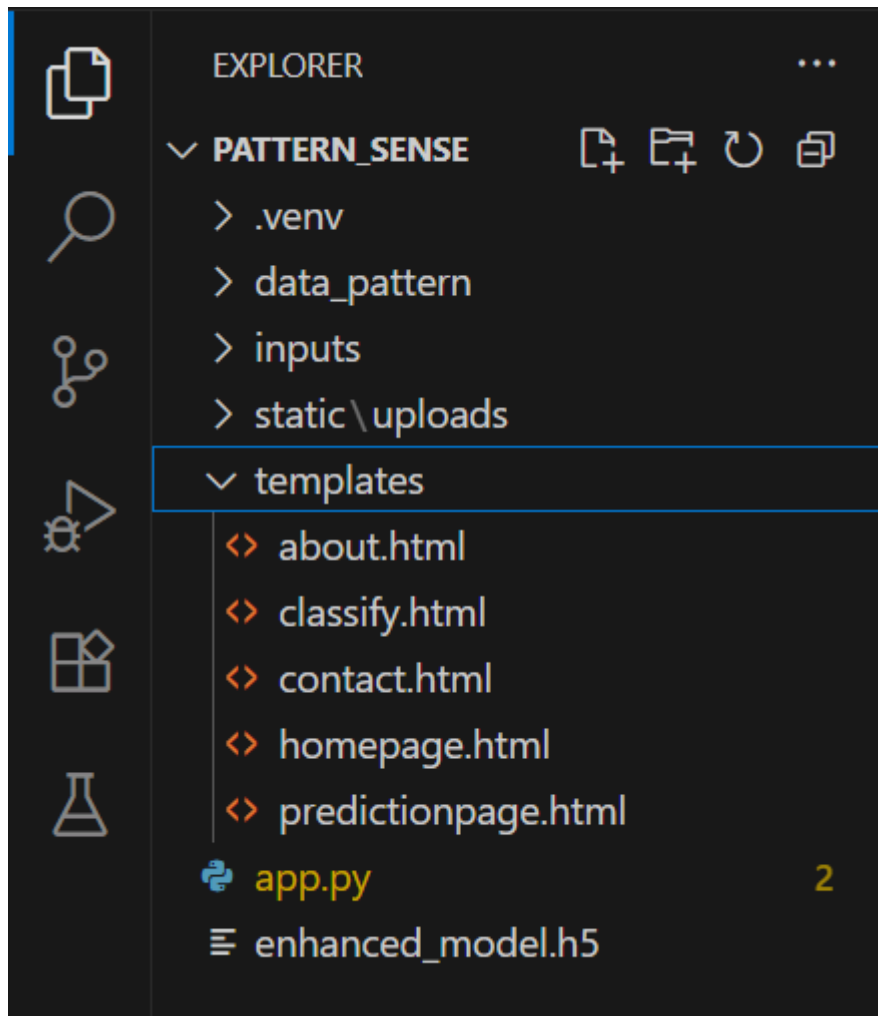 EXPLORER
PATTERN_SENSE
.venv
data_pattern
inputs
static\uploads
templates
about.html
classify.html
contact.html
homepage.html
predictionpage.html
app.py 2
enhanced_model.h5